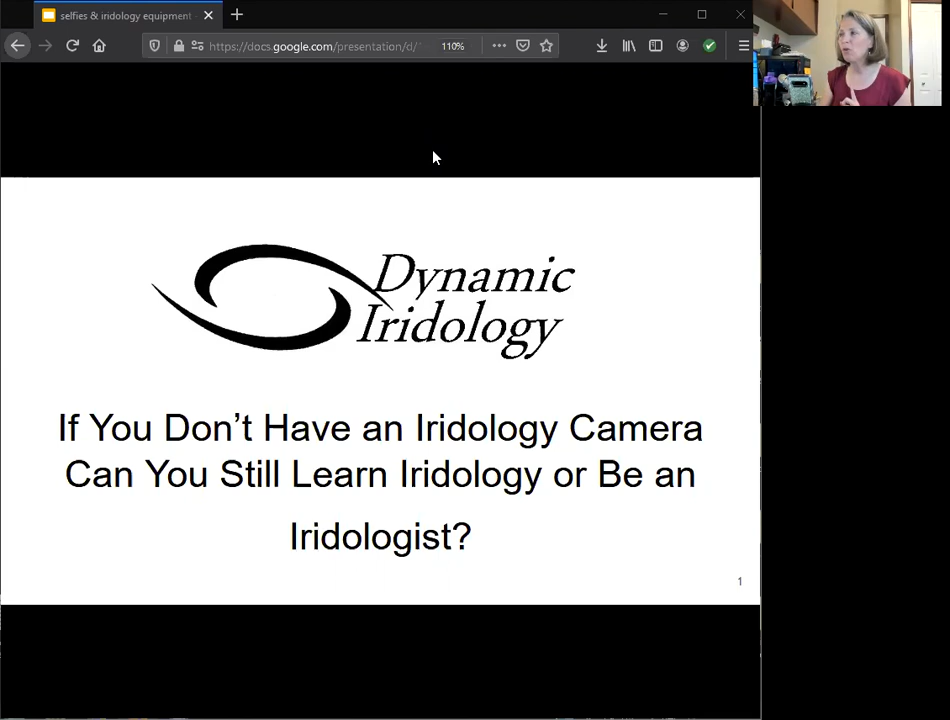 selfies & iridology equipment -
https://docs.google.com/presentation/d/
110%
Dynamic
Iridology
If You Don't Have an Iridology Camera
Can You Still Learn Iridology or Be an
Iridologist?
1